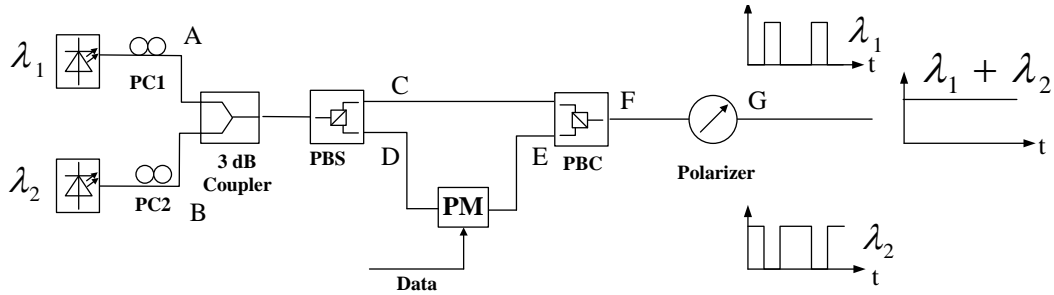 λ1
A
PC1
λ2
PC2
B
3 dB
Coupler
PBS
C
D
PM
Data
E
PBC
F
Polarizer
G
λ1
t
λ1 + λ2
t
λ2
t